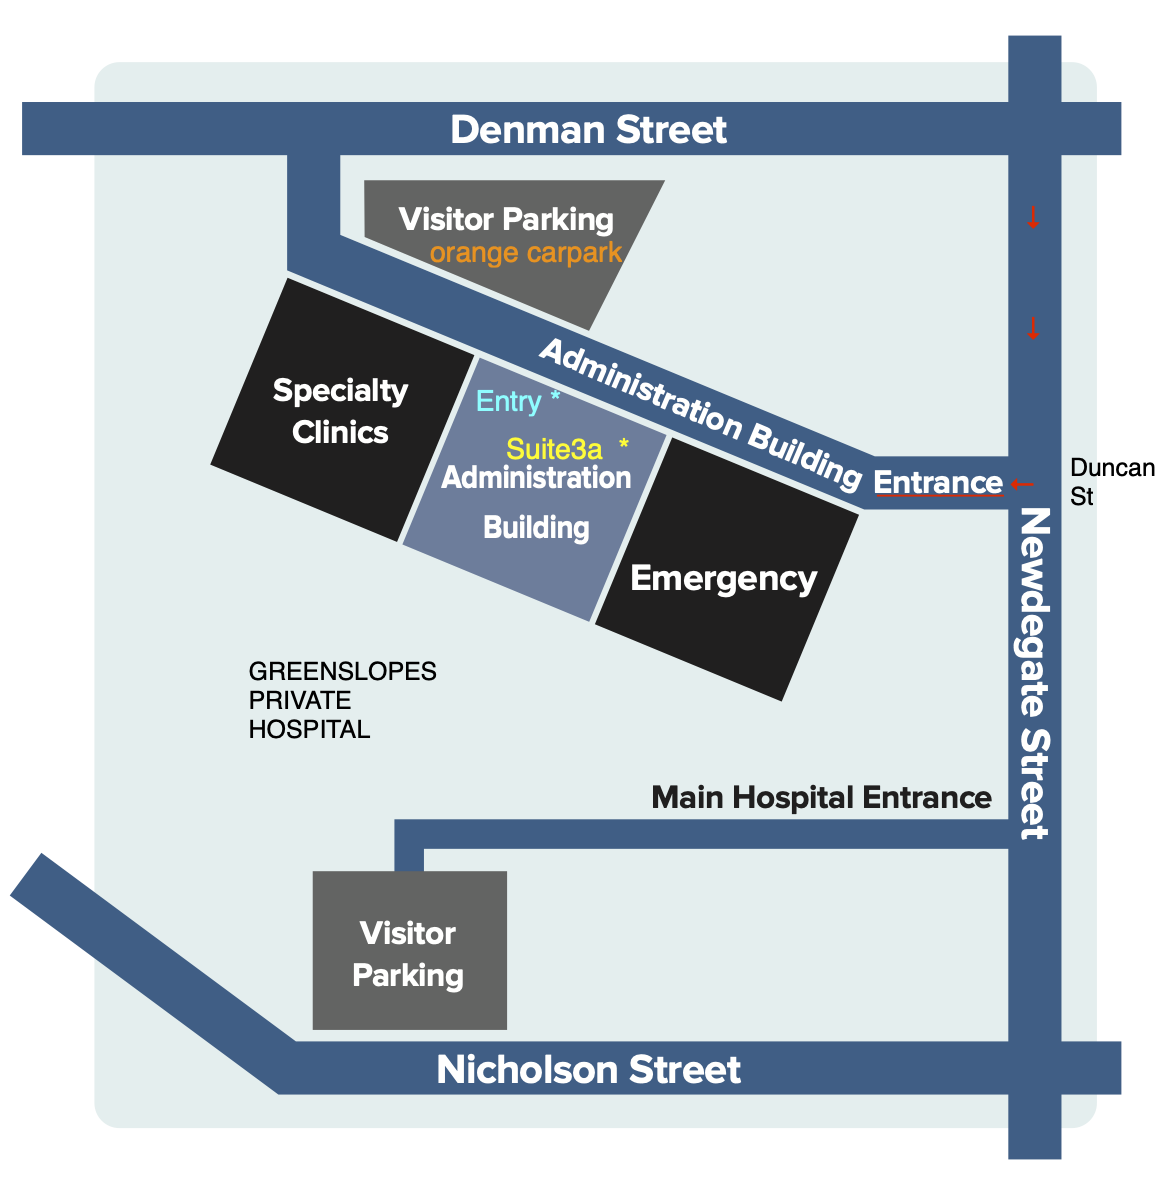 Denman Street
Visitor Parking
orange carpark
Administration Building
Entrance
Duncan
St
Specialty
Clinics
Entry *
Suite3a *
Administration
Building
Emergency
Newdegate Street
GREENSLOPES
PRIVATE
HOSPITAL
Main Hospital Entrance
Visitor
Parking
Nicholson Street